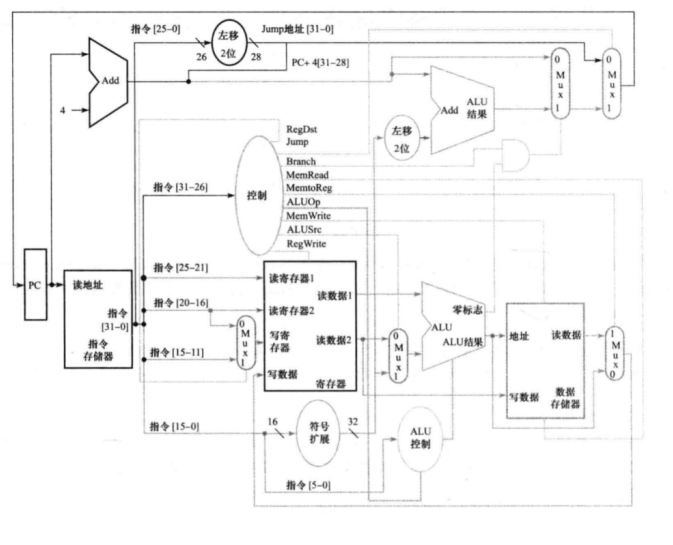 指令 [25-0]
Jump地址 [31-0]
左移
2位
26
28
PC+ 4[31-28]
Add
4
0
M
u
x
1
0
M
u
x
1
Add
ALU
结果
左移
2位
RegDst
Jump
Branch
MemRead
MemtoReg
ALUOp
MemWrite
ALUSrc
RegWrite
控制
指令 [31-26]
PC
读地址
指令
[31-0]
指令
存储器
指令 [25-21]
指令 [20-16]
指令 [15-11]
0
M
u
x
1
读寄存器1
读寄存器2
写寄
存器
写数据
读数据1
读数据2
寄存器
0
M
u
x
1
零标志
ALU
ALU结果
地址
读数据
写数据
数据
存储器
1
M
u
x
0
指令 [15-0]
16
符号
扩展
32
ALU
控制
指令 [5-0]